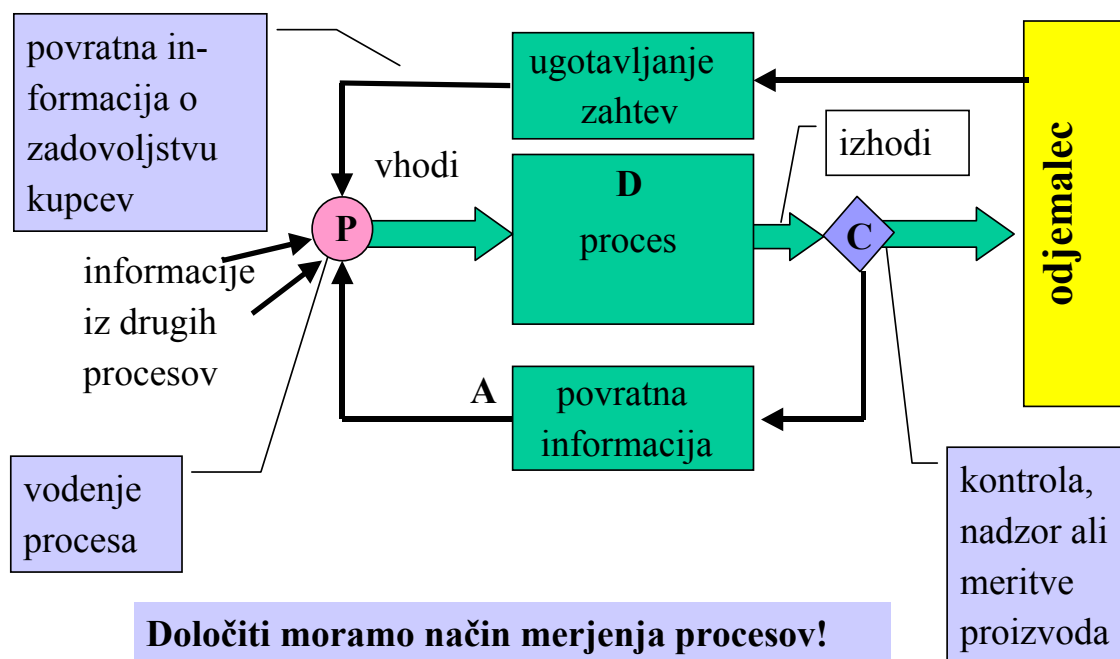 povratna in-
formacija o
zadovoljstvu
kupcev
ugotavljanje
zahtev
izhodi
odjemalec
vhodi
D
proces
P
C
informacije
iz drugih
procesov
A
povratna
informacija
vodenje
procesa
kontrola,
nadzor ali
meritve
proizvoda
Določiti moramo način merjenja procesov!